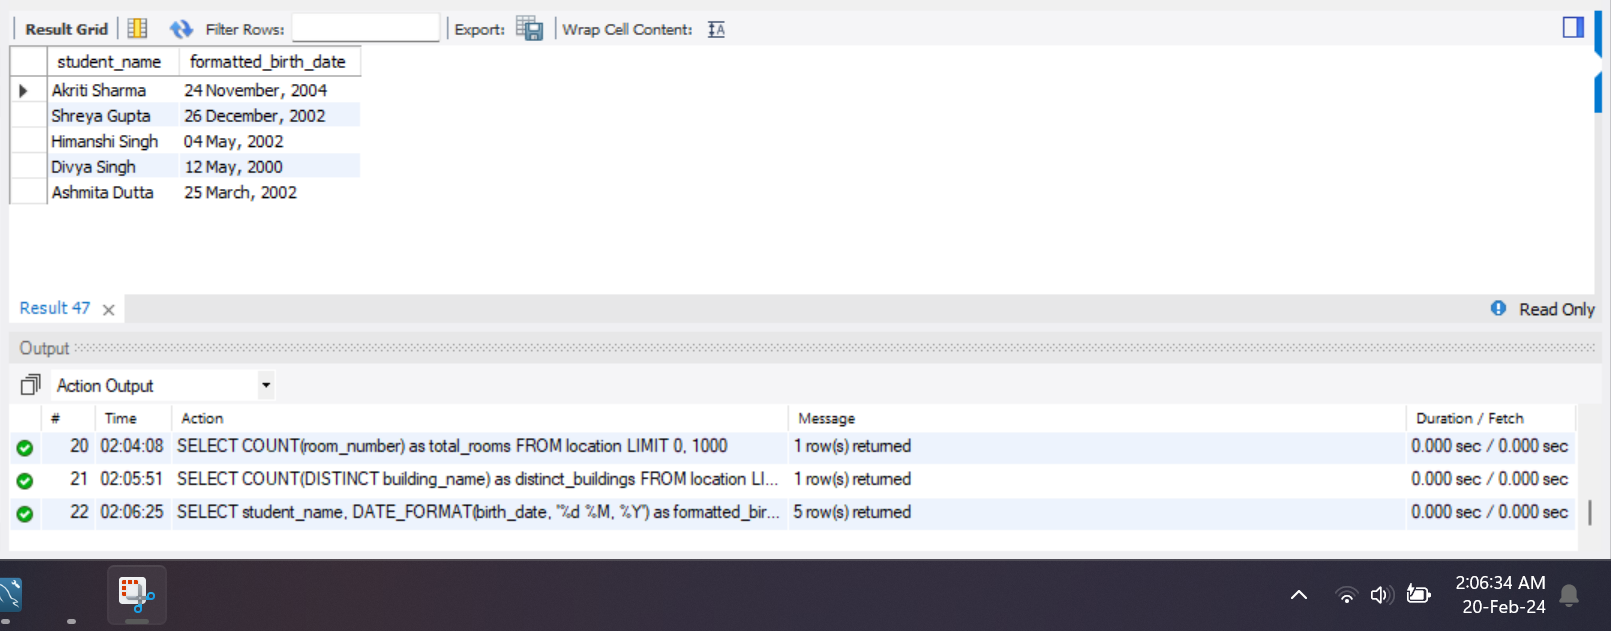 Result Grid Filter Rows: Export: Wrap Cell Content: IA
student_name formatted_birth_date
Akriti Sharma 24 November, 2004
Shreya Gupta 26 December, 2002
Himanshi Singh 04 May, 2002
Divya Singh 12 May, 2000
Ashmita Dutta 25 March, 2002
Result 47 Read Only
Output
Action Output
# Time Action Message Duration / Fetch
20 02:04:08 SELECT COUNT(room_number) as total_rooms FROM location LIMIT 0, 1000 1 row(s) returned 0.000 sec / 0.000 sec
21 02:05:51 SELECT COUNT(DISTINCT building_name) as distinct_buildings FROM location LI... 1 row(s) returned 0.000 sec / 0.000 sec
22 02:06:25 SELECT student_name, DATE_FORMAT(birth_date, '%d %M, %Y') as formatted_bir... 5 row(s) returned 0.000 sec / 0.000 sec
2:06:34 AM
20-Feb-24